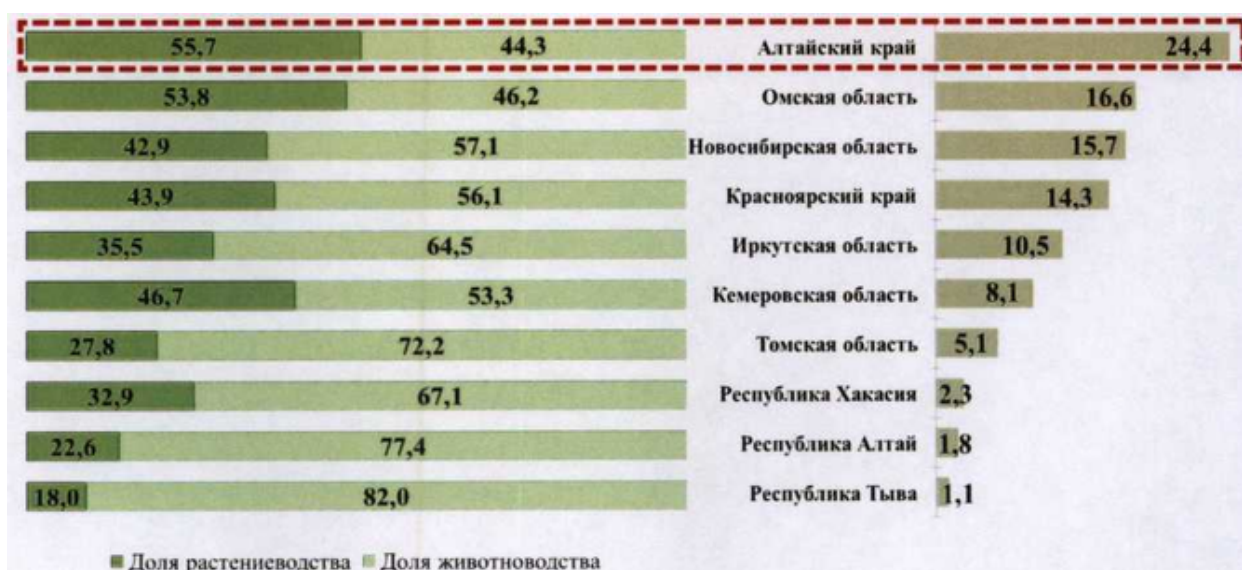 55,7 44,3 Алтайский край 24,4
53,8 46,2 Омская область 16,6
42,9 57,1 Новосибирская область 15,7
43,9 56,1 Красноярский край 14,3
35,5 64,5 Иркутская область 10,5
46,7 53,3 Кемеровская область 8,1
27,8 72,2 Томская область 5,1
32,9 67,1 Республика Хакасия 2,3
22,6 77,4 Республика Алтай 1,8
18,0 82,0 Республика Тыва 1,1
Доля растениеводства Доля животноводства